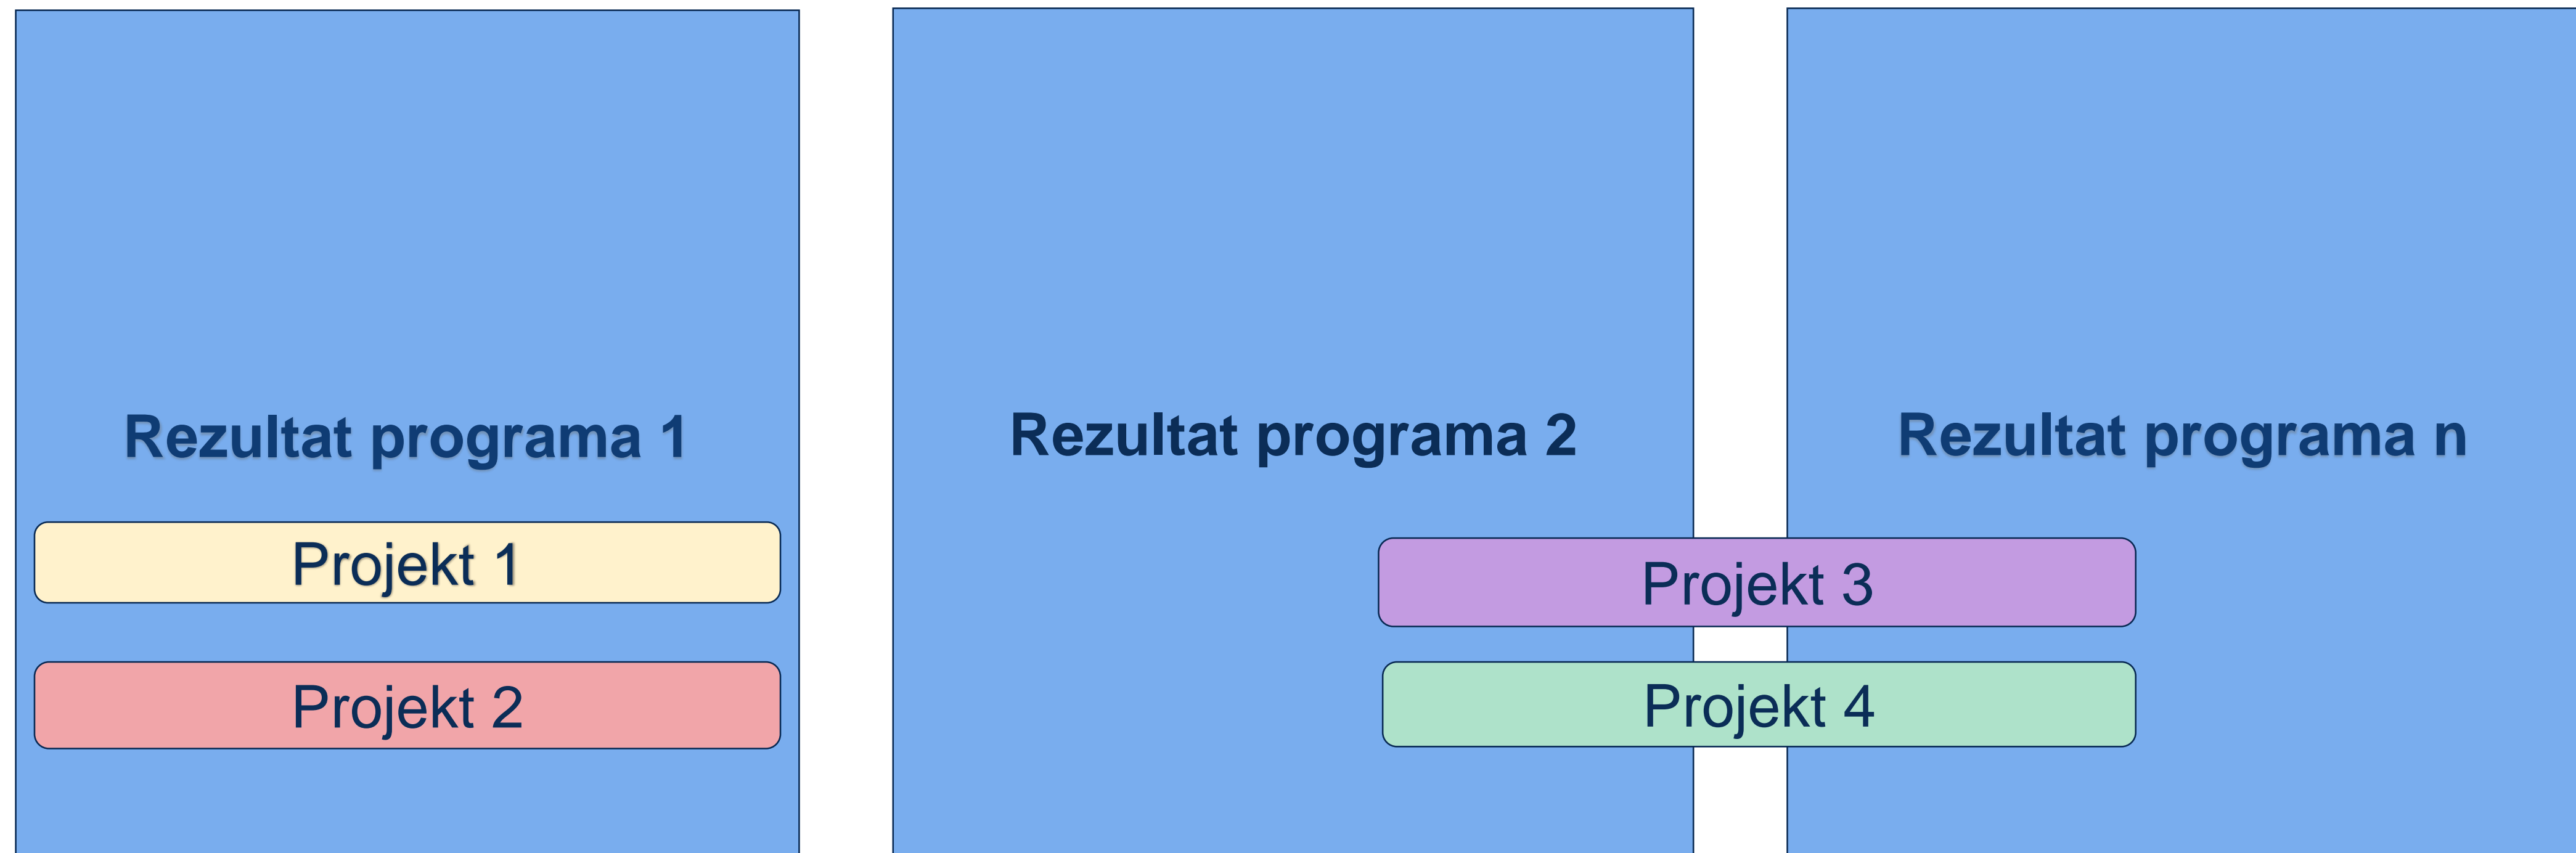 Rezultat programa 1
Rezultat programa 2
Rezultat programa n
Projekt 1
Projekt 2
Projekt 3
Projekt 4